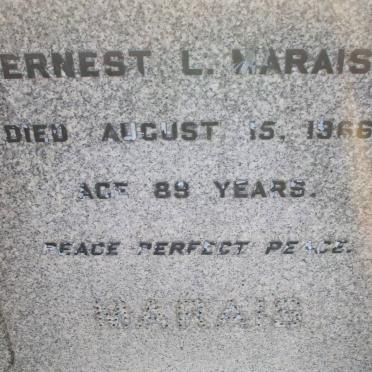 ERNEST L. MARAIS
DIED AUGUST 15, 1966
AGE 89 YEARS.
PEACE PERFECT PEACE.
MARAIS